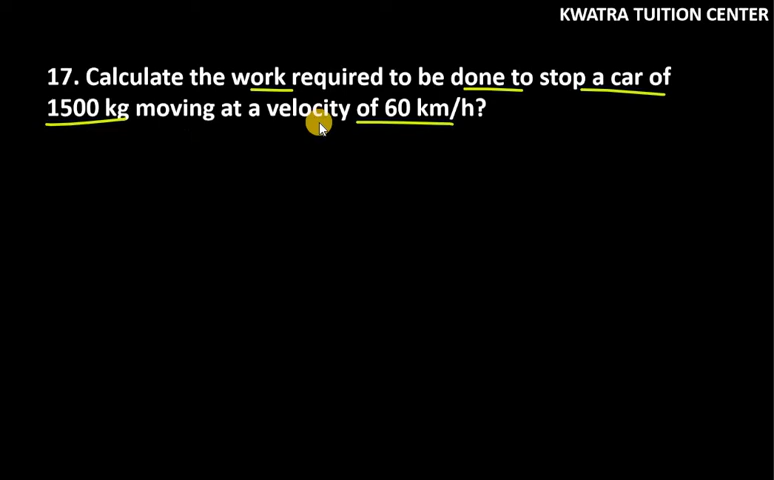 KWATRA TUITION CENTER
17. Calculate the work required to be done to stop a car of
1500 kg moving at a velocity of 60 km/h?